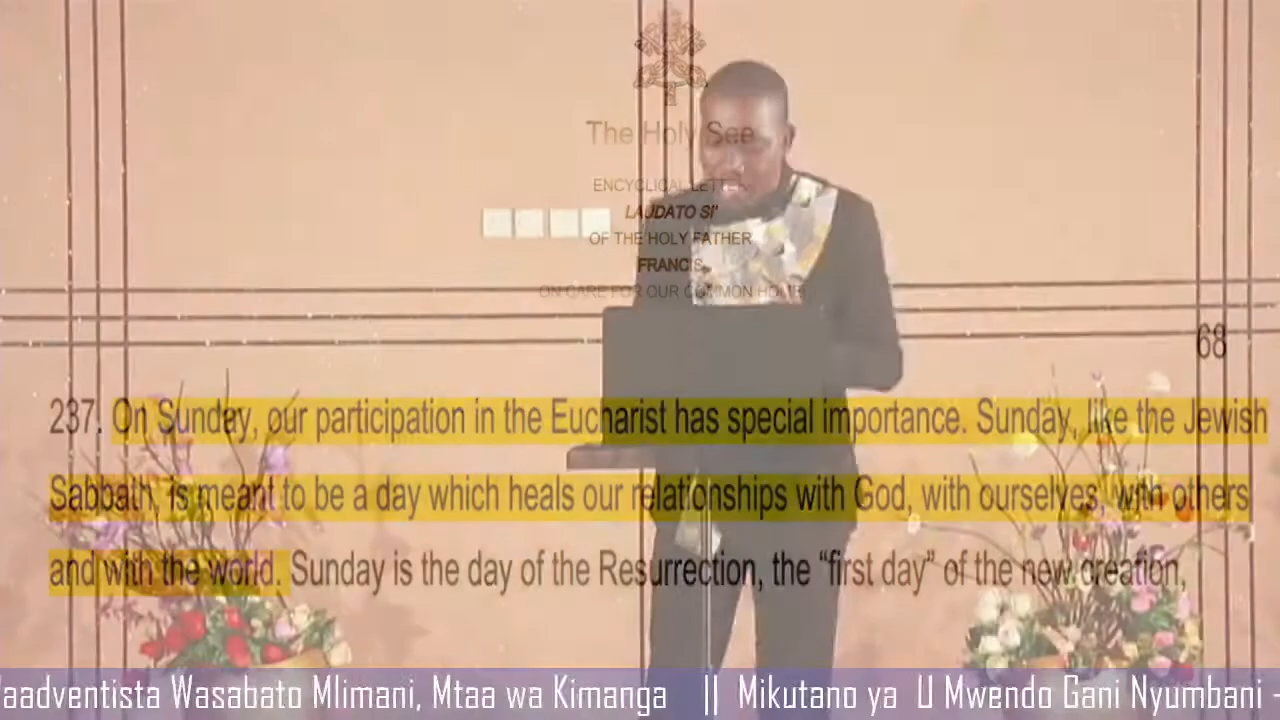 The Holy See
ENCYCLICAL LETT
LAUDATO SI'
OF THE HOLY FATHER
FRANCIS
ON CARE FOR OUR COMMON HOME
68
237. On Sunday, our participation in the Eucharist has special importance. Sunday, like the Jewish
Sabbath, is meant to be a day which heals our relationships with God, with ourselves, with others
and with the world. Sunday is the day of the Resurrection, the “first day” of the new creation,
aadventista Wasabato Mlimani, Mtaa wa Kimanga || Mikutano ya U Mwendo Gani Nyumbani -